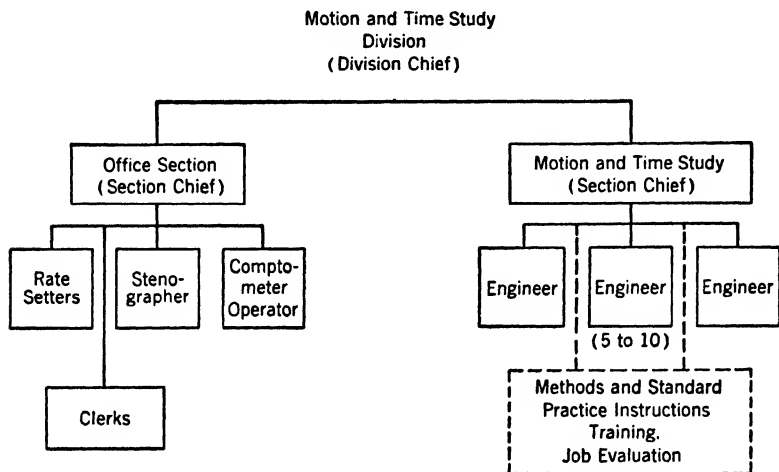 Motion and Time Study
Division
(Division Chief)
Office Section
(Section Chief)
Motion and Time Study
(Section Chief)
Rate
Setters
Steno-
grapher
Compto-
meter
Operator
Engineer
Engineer
Engineer
(5 to 10)
Clerks
Methods and Standard
Practice Instructions
Training.
Job Evaluation